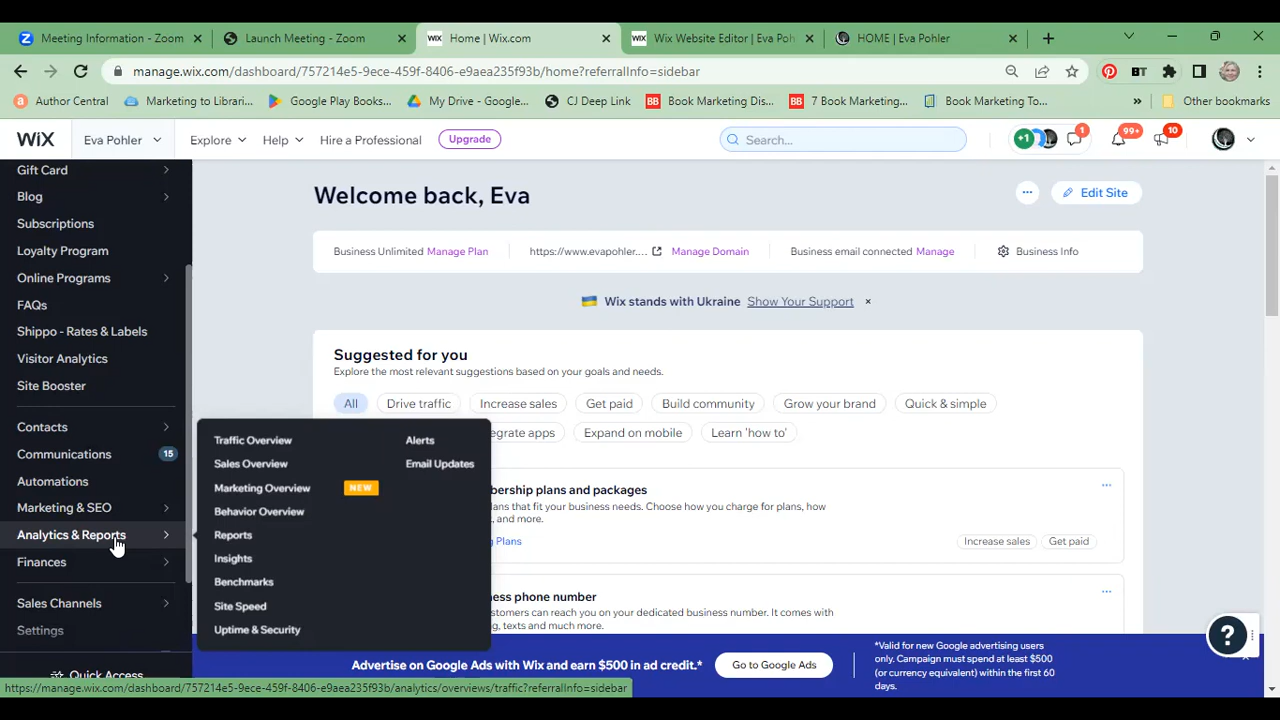 Meeting Information - Zoom
Launch Meeting - Zoom
WIX Home | Wix.com
WIX Wix Website Editor | Eva Poh
HOME | Eva Pohler
manage.wix.com/dashboard/757214e5-9ece-459f-8406-e9aea235f93b/home?referralInfo=sidebar
BT
Author Central
Marketing to Librari...
Google Play Books...
My Drive - Google...
CJ Deep Link
BB Book Marketing Dis...
BB 7 Book Marketing...
Book Marketing To...
»
Other bookmarks
WIX
Eva Pohler
Explore
Help
Hire a Professional
Upgrade
Search...
+1
1
99+
10
Gift Card
Blog
Subscriptions
Loyalty Program
Online Programs
FAQs
Shippo - Rates & Labels
Visitor Analytics
Site Booster
Contacts
Communications 15
Automations
Marketing & SEO
Analytics & Reports
Finances
Sales Channels
Settings
Quick Access
Traffic Overview
Sales Overview
Marketing Overview NEW
Behavior Overview
Reports
Insights
Benchmarks
Site Speed
Uptime & Security
Alerts
Email Updates
Welcome back, Eva
Edit Site
Business Unlimited Manage Plan
https://www.evapohler.... Manage Domain
Business email connected Manage
Business Info
Wix stands with Ukraine Show Your Support ×
Suggested for you
Explore the most relevant suggestions based on your goals and needs.
All
Drive traffic
Increase sales
Get paid
Build community
Grow your brand
Quick & simple
egrate apps
Expand on mobile
Learn 'how to'
bership plans and packages
lans that fit your business needs. Choose how you charge for plans, how
, and more.
g Plans
Increase sales
Get paid
ess phone number
stomers can reach you on your dedicated business number. It comes with
ng, texts and much more.
Advertise on Google Ads with Wix and earn $500 in ad credit.*
Go to Google Ads
*Valid for new Google advertising users
only. Campaign must spend at least $500
(or currency equivalent) within the first 60
days.
?
https://manage.wix.com/dashboard/757214e5-9ece-459f-8406-e9aea235f93b/analytics/overviews/traffic?referralInfo=sidebar